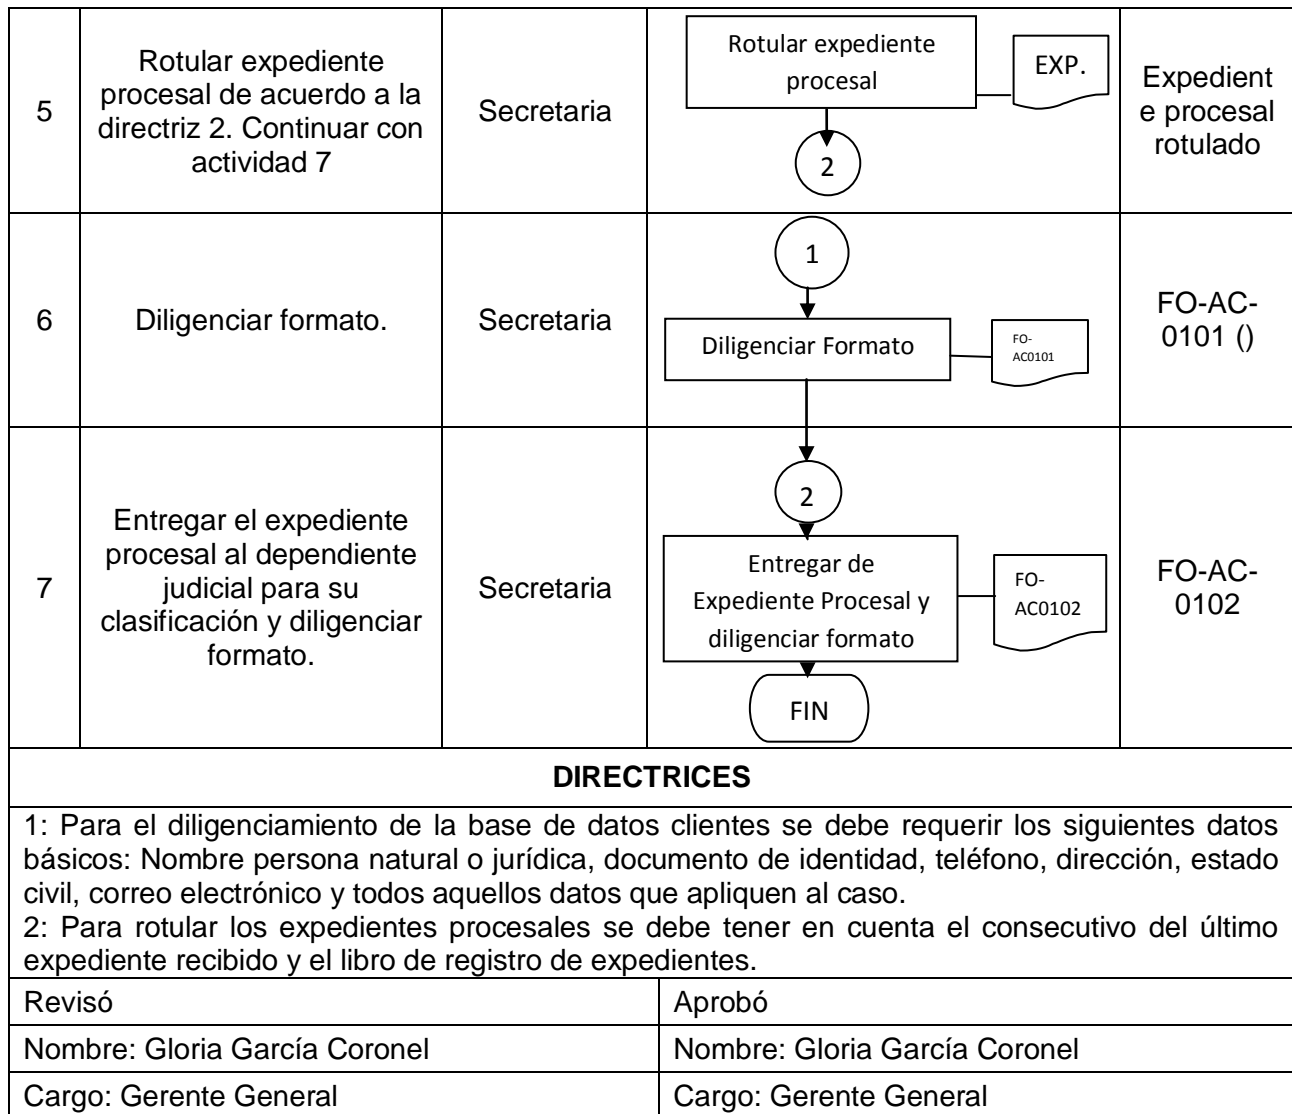 5
Rotular expediente
procesal de acuerdo a la
directriz 2. Continuar con
actividad 7
Secretaria
Rotular expediente
procesal
EXP.
2
Expedient
e procesal
rotulado
6
Diligenciar formato.
Secretaria
1
Diligenciar Formato
FO-
AC0101
FO-AC-
0101 ()
7
Entregar el expediente
procesal al dependiente
judicial para su
clasificación y diligenciar
formato.
Secretaria
2
Entregar de
Expediente Procesal y
diligenciar formato
FO-
AC0102
FIN
FO-AC-
0102
DIRECTRICES
1: Para el diligenciamiento de la base de datos clientes se debe requerir los siguientes datos
básicos: Nombre persona natural o jurídica, documento de identidad, teléfono, dirección, estado
civil, correo electrónico y todos aquellos datos que apliquen al caso.
2: Para rotular los expedientes procesales se debe tener en cuenta el consecutivo del último
expediente recibido y el libro de registro de expedientes.
Revisó
Aprobó
Nombre: Gloria García Coronel
Nombre: Gloria García Coronel
Cargo: Gerente General
Cargo: Gerente General